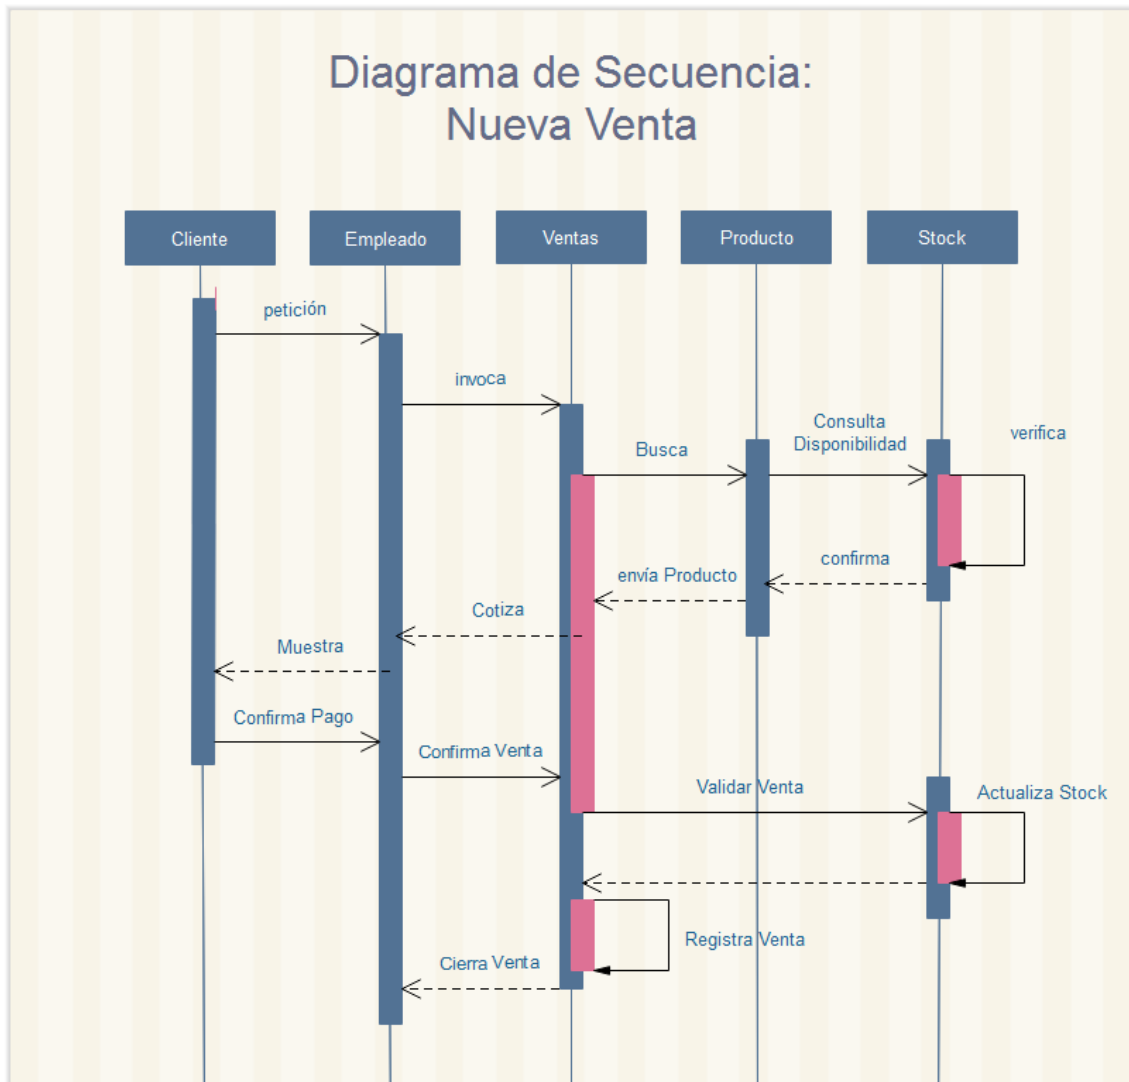 Diagrama de Secuencia:
Nueva Venta
Cliente
Empleado
Ventas
Producto
Stock
petición
invoca
Busca
Consulta
Disponibilidad
verifica
confirma
envía Producto
Cotiza
Muestra
Confirma Pago
Confirma Venta
Validar Venta
Actualiza Stock
Registra Venta
Cierra Venta